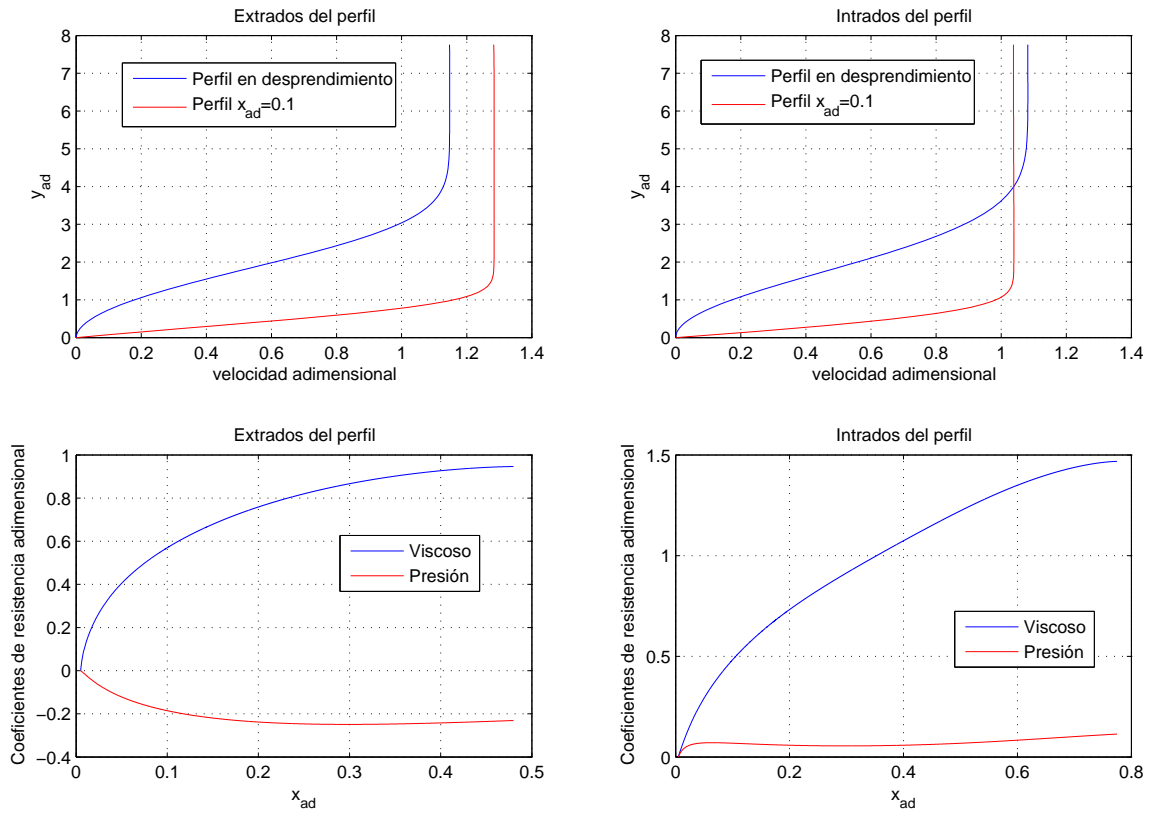 Extrados del perfil
8
7
6
5
4
3
2
1
0
y_ad
Perfil en desprendimiento
Perfil x_ad=0.1
0 0.2 0.4 0.6 0.8 1 1.2 1.4
velocidad adimensional
Intrados del perfil
8
7
6
5
4
3
2
1
0
y_ad
Perfil en desprendimiento
Perfil x_ad=0.1
0 0.2 0.4 0.6 0.8 1 1.2 1.4
velocidad adimensional
Extrados del perfil
1
0.8
0.6
0.4
0.2
0
−0.2
−0.4
Coeficientes de resistencia adimensional
Viscoso
Presión
0 0.1 0.2 0.3 0.4 0.5
x_ad
Intrados del perfil
1.5
1
0.5
0
Coeficientes de resistencia adimensional
Viscoso
Presión
0 0.2 0.4 0.6 0.8
x_ad